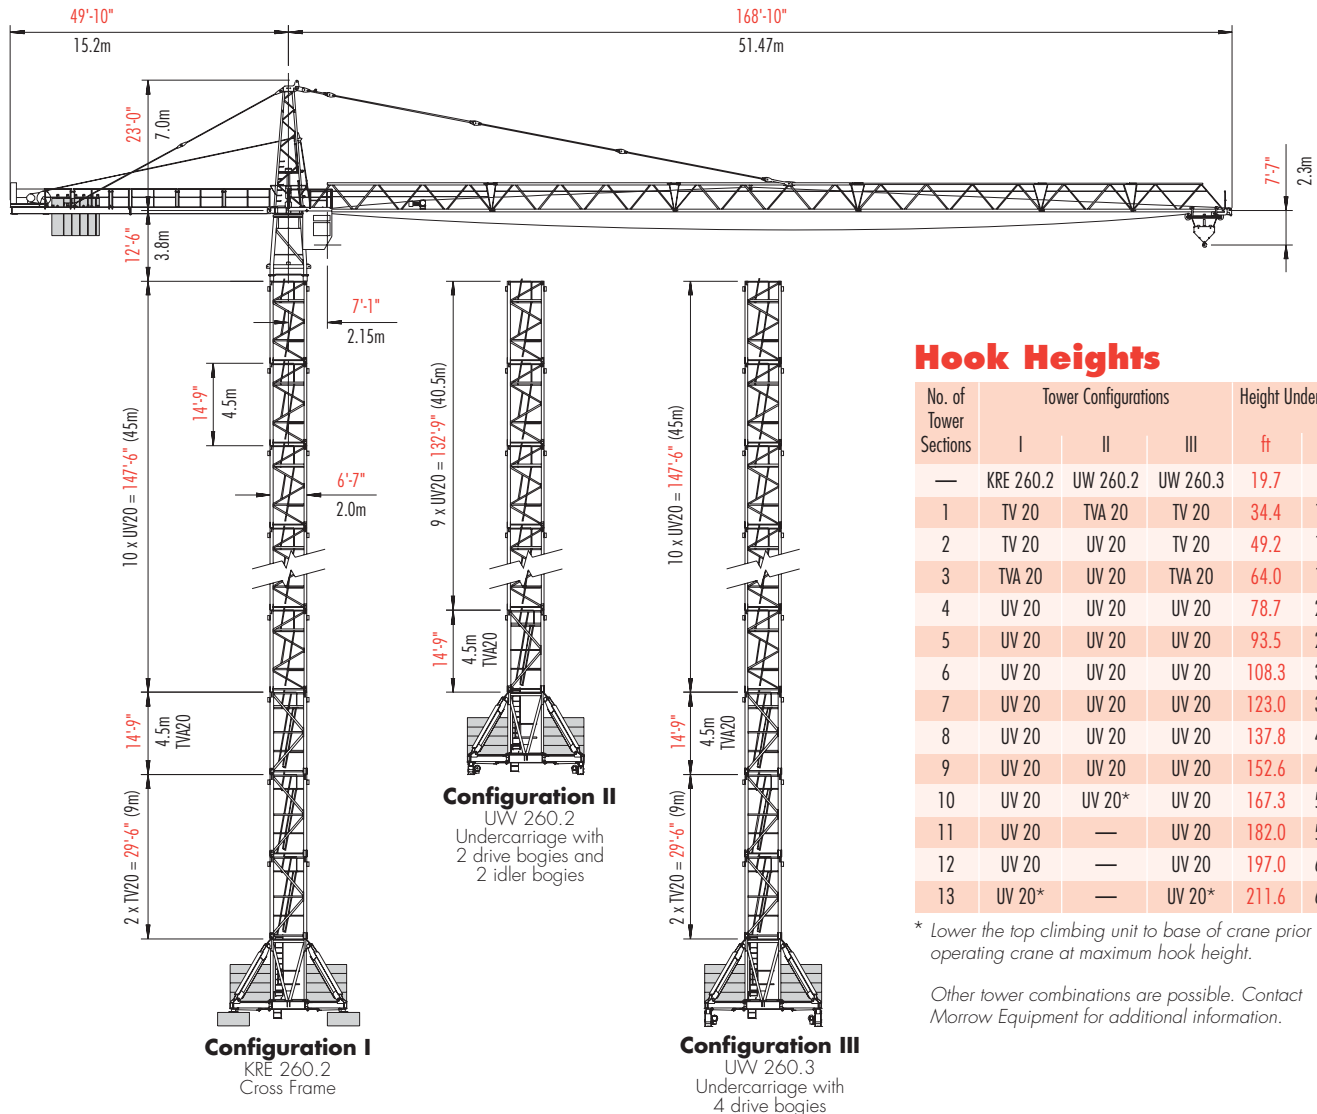 49'-10"
15.2m
168'-10"
51.47m
23'-0"
7.0m
12'-6"
3.8m
7'-7"
2.3m
7'-1"
2.15m
14'-9"
4.5m
6'-7"
2.0m
10 x UV20 = 147'-6" (45m)
14'-9"
4.5m
TVA20
2 x TV20 = 29'-6" (9m)
Configuration I
KRE 260.2
Cross Frame
9 x UV20 = 132'-9" (40.5m)
14'-9"
4.5m
TVA20
Configuration II
UW 260.2
Undercarriage with
2 drive bogies and
2 idler bogies
10 x UV20 = 147'-6" (45m)
14'-9"
4.5m
TVA20
2 x TV20 = 29'-6" (9m)
Configuration III
UW 260.3
Undercarriage with
4 drive bogies
Hook Heights
No. of Tower Configurations Height Under
Tower
Sections I II III ft
— KRE 260.2 UW 260.2 UW 260.3 19.7
1 TV 20 TVA 20 TV 20 34.4
2 TV 20 UV 20 TV 20 49.2
3 TVA 20 UV 20 TVA 20 64.0
4 UV 20 UV 20 UV 20 78.7
5 UV 20 UV 20 UV 20 93.5
6 UV 20 UV 20 UV 20 108.3
7 UV 20 UV 20 UV 20 123.0
8 UV 20 UV 20 UV 20 137.8
9 UV 20 UV 20 UV 20 152.6
10 UV 20 UV 20* UV 20 167.3
11 UV 20 — UV 20 182.0
12 UV 20 — UV 20 197.0
13 UV 20* — UV 20* 211.6
* Lower the top climbing unit to base of crane prior
operating crane at maximum hook height.
Other tower combinations are possible. Contact
Morrow Equipment for additional information.